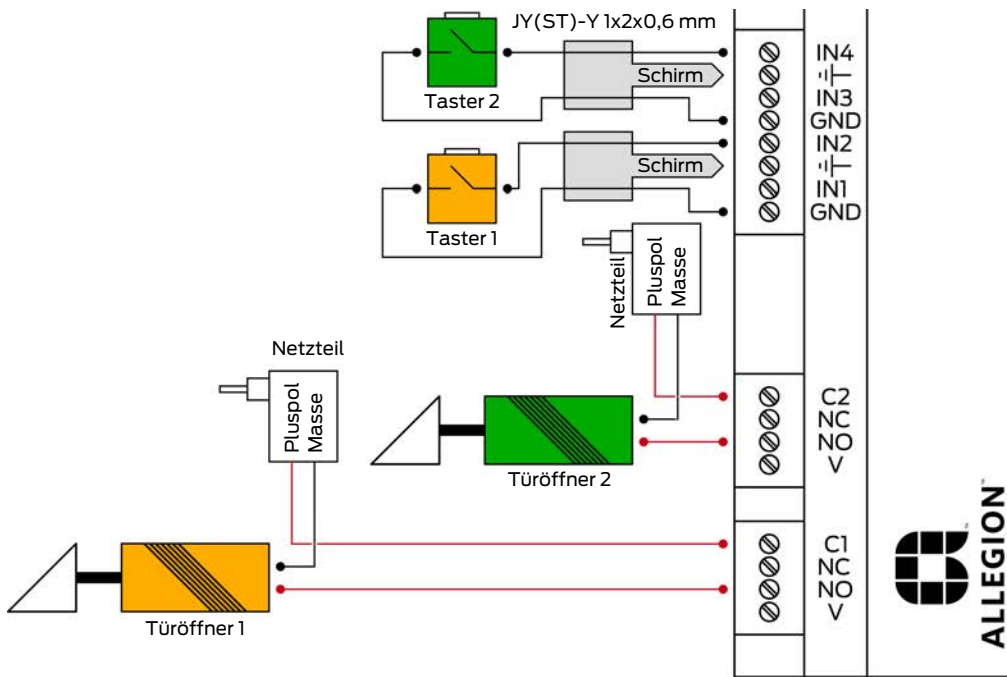 JY(ST)-Y 1x2x0,6 mm
Schirm
Taster 2
Schirm
Taster 1
IN4
IN3
GND
IN2
IN1
GND
Netzteil
Pluspol
Masse
Netzteil
Pluspol
Masse
Türöffner 2
C2
NC
NO
V
Türöffner 1
C1
NC
NO
V
ALLEGION™